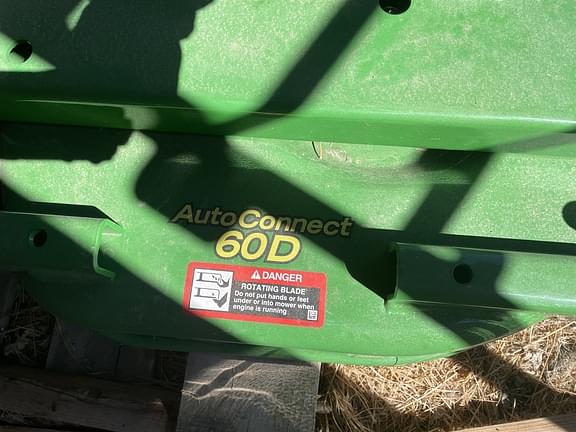 AutoConnect
60D
DANGER
ROTATING BLADE
Do not put hands or feet
under or into mower when
engine is running